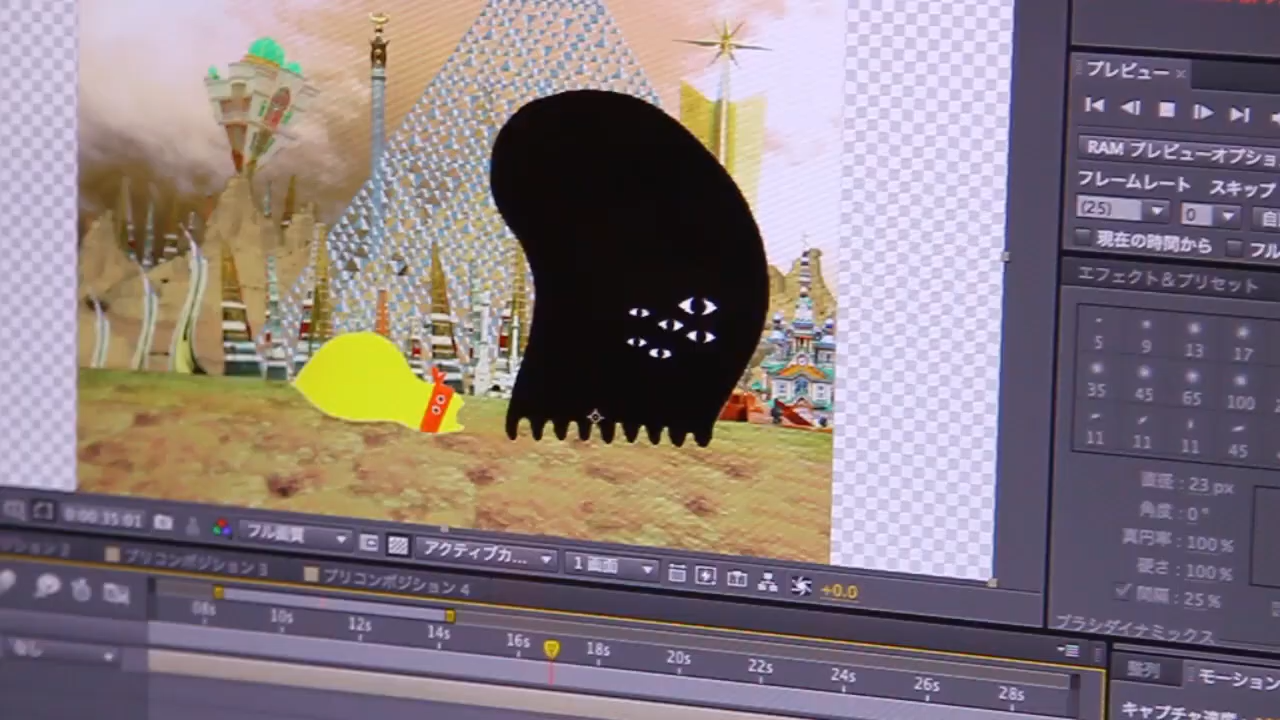 プレビュー
RAM プレビューオプショ
フレームレート スキップ
(25) 0 自
現在の時間から フル
エフェクト&プリセット
5 9 13 17
35 45 65 100
11 11 11 45
直径 : 23 px
角度 : 0°
真円率 : 100 %
硬さ : 100 %
間隔 : 25 %
ブラシダイナミックス
0:00:35:01 フル画質 アクティブカ... 1 画面 +0.0
プリコンポジション 3 プリコンポジション 4
08s 10s 12s 14s 16s 18s 20s 22s 24s 26s 28s
なし
整列 モーション
キャプチャ速度